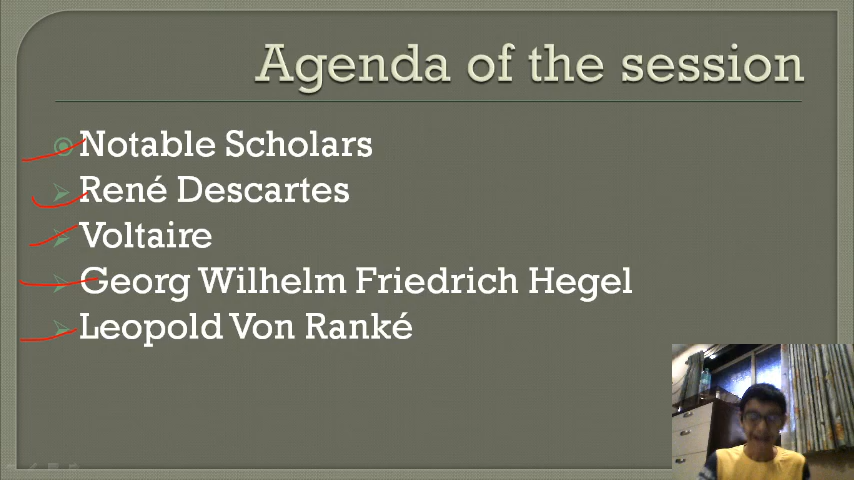 Agenda of the session
Notable Scholars
René Descartes
Voltaire
Georg Wilhelm Friedrich Hegel
Leopold Von Ranké